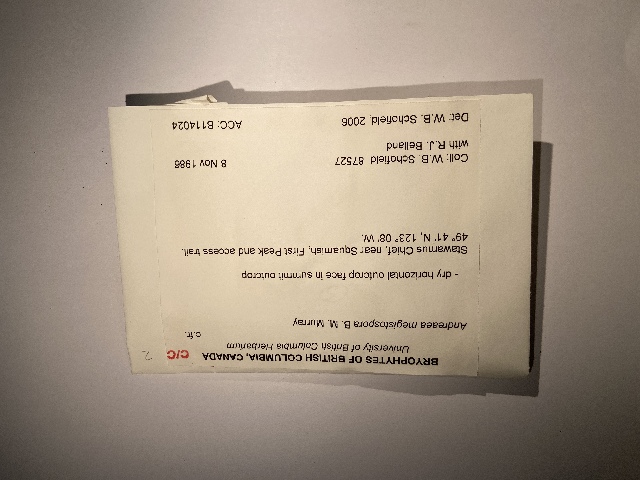 BRYOPHYTES OF BRITISH COLUMBIA, CANADA C/C 2
University of British Columbia Herbarium
c.fr.
Andreaea megistospora B. M. Murray
- dry horizontal outcrop face in summit outcrop
Stawamus Chief, near Squamish, First Peak and access trail.
49° 41' N, 123° 08' W.
Coll: W.B. Schofield 87527 8 Nov 1986
with R.J. Belland
Det: W.B. Schofield 2006 ACC: B114024